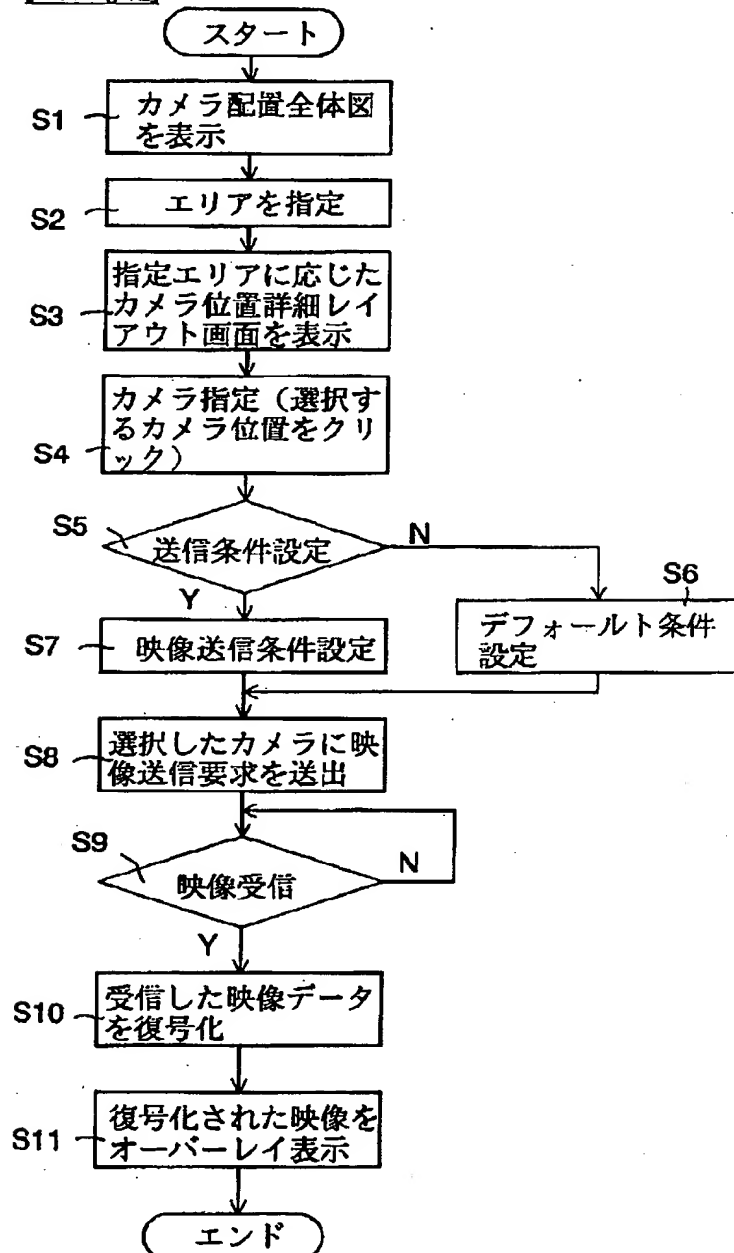 スタート
S1
カメラ配置全体図
を表示
S2
エリアを指定
S3
指定エリアに応じた
カメラ位置詳細レイ
アウト画面を表示
S4
カメラ指定（選択す
るカメラ位置をクリ
ック）
S5
送信条件設定
N
Y
S6
デフォールト条件
設定
S7
映像送信条件設定
S8
選択したカメラに映
像送信要求を送出
S9
映像受信
N
Y
S10
受信した映像データ
を復号化
S11
復号化された映像を
オーバーレイ表示
エンド